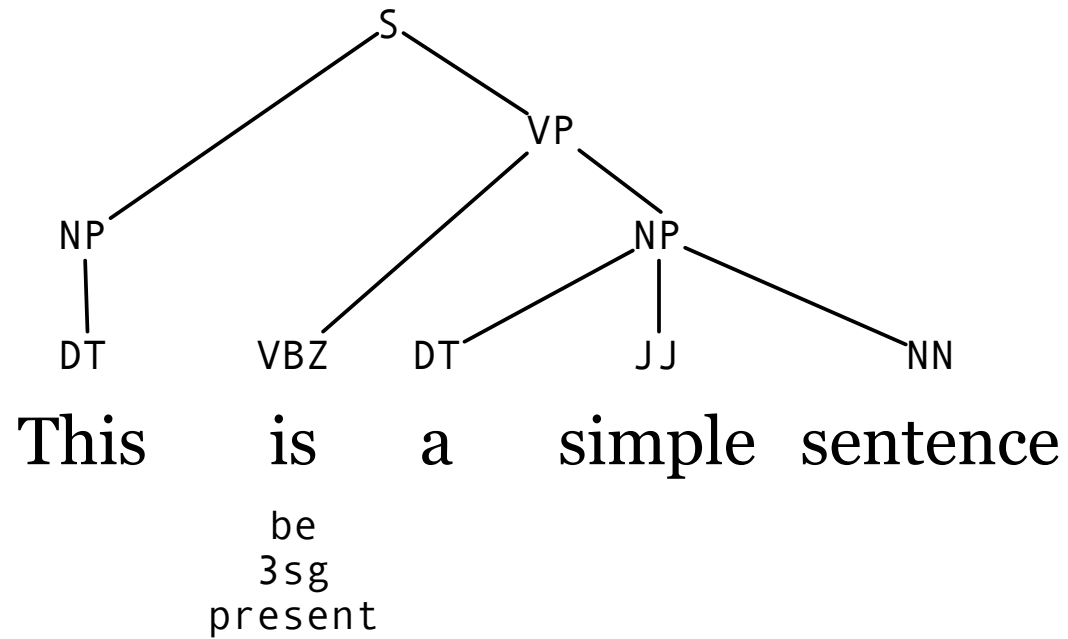 S
VP
NP NP
DT VBZ DT JJ NN
This is a simple sentence
be
3sg
present